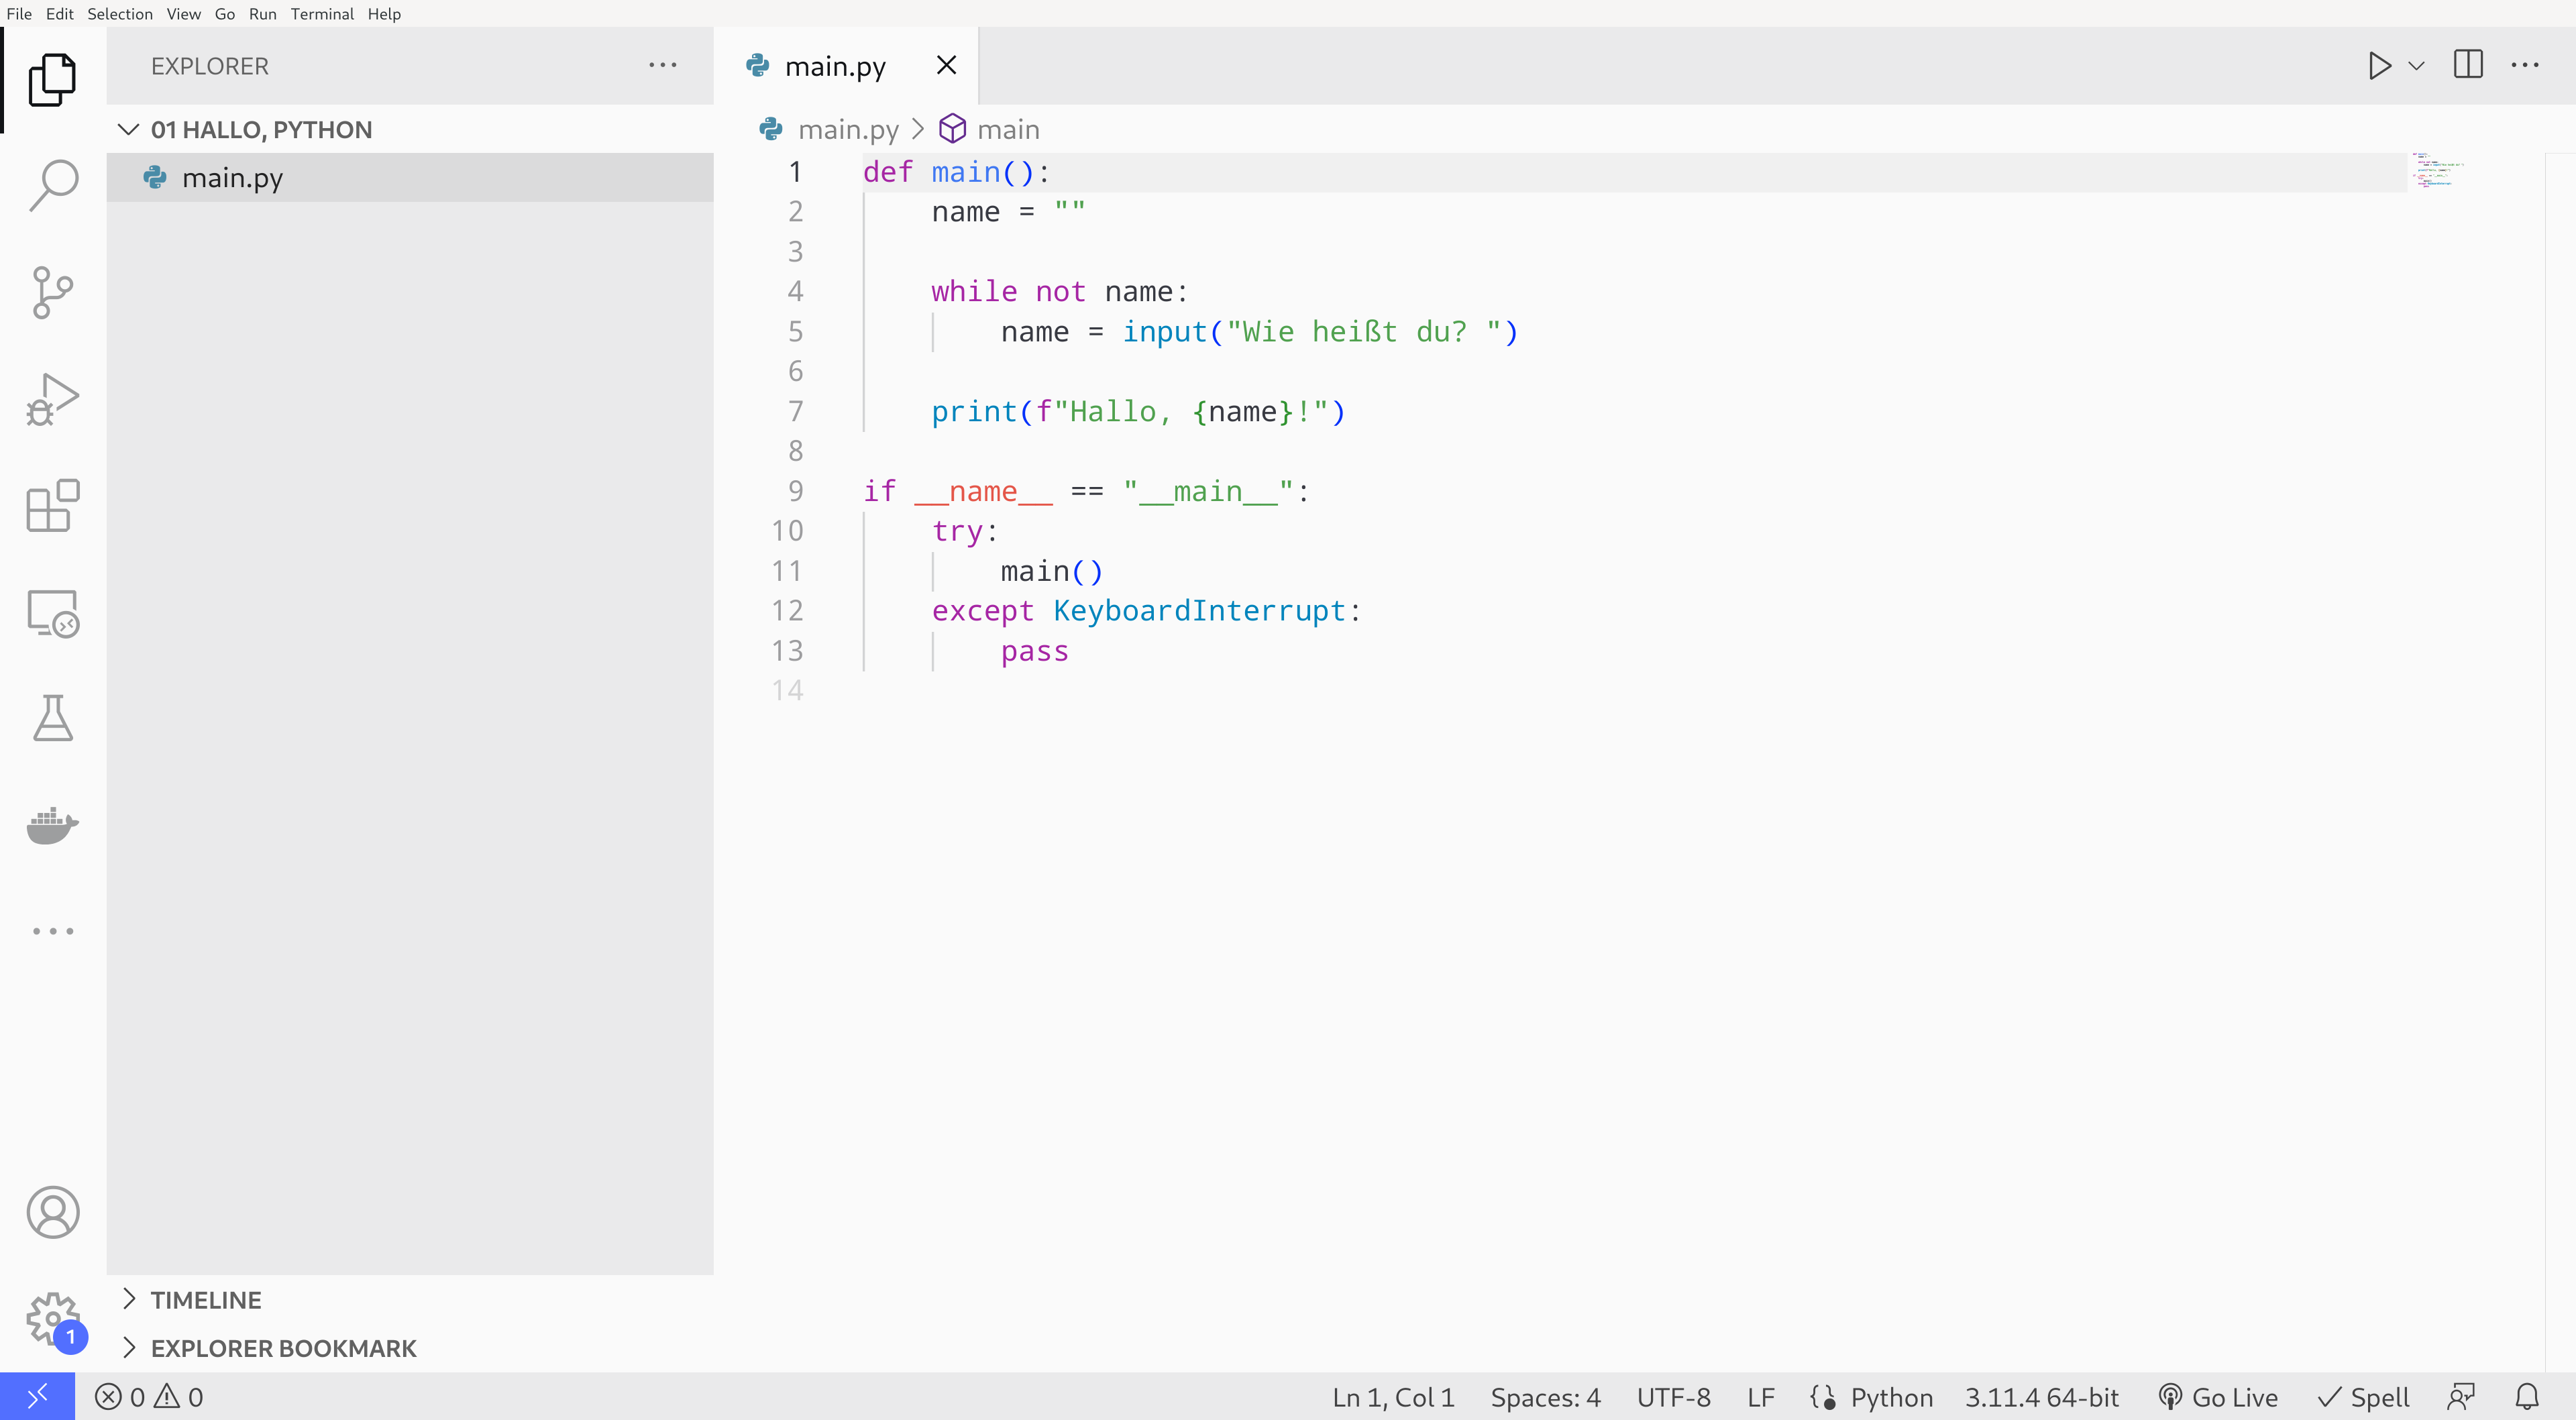 File Edit Selection View Go Run Terminal Help
EXPLORER
01 HALLO, PYTHON
main.py
TIMELINE
EXPLORER BOOKMARK
main.py
main.py > main
1 def main():
2     name = ""
3
4     while not name:
5         name = input("Wie heißt du? ")
6
7     print(f"Hallo, {name}!")
8
9 if __name__ == "__main__":
10     try:
11         main()
12     except KeyboardInterrupt:
13         pass
14
1
0 0 Ln 1, Col 1 Spaces: 4 UTF-8 LF Python 3.11.4 64-bit Go Live Spell